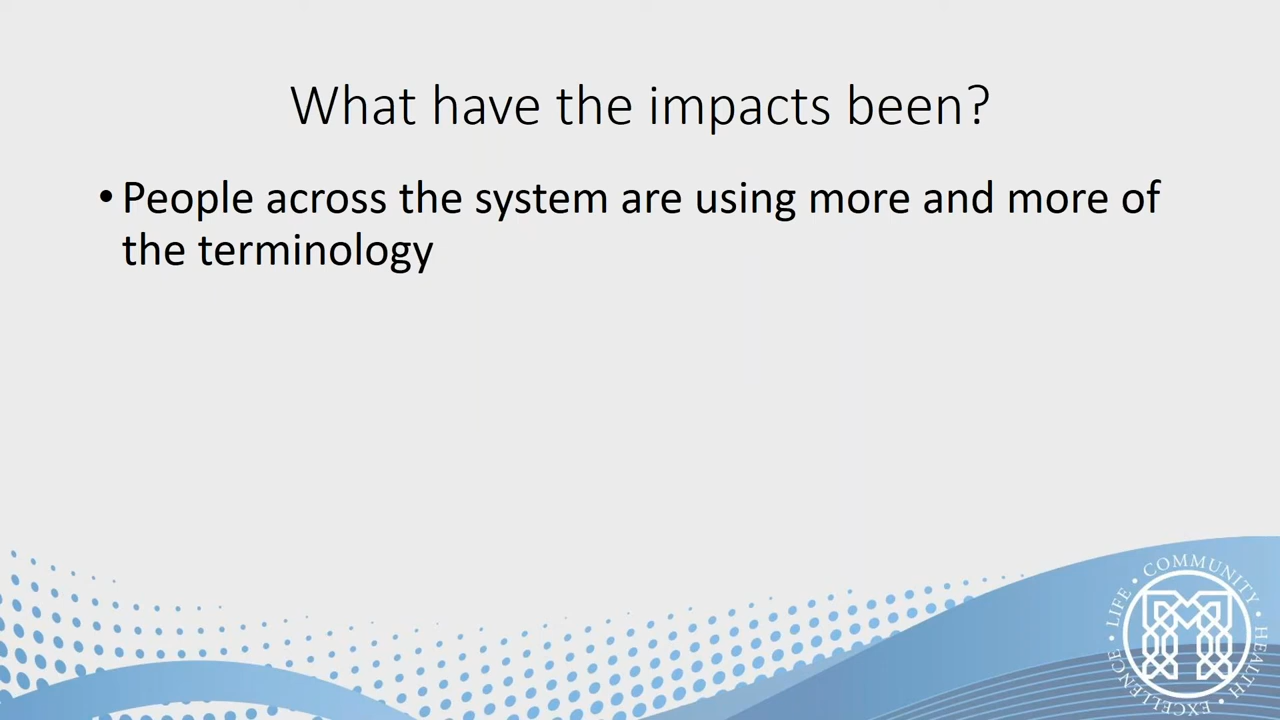 What have the impacts been?
• People across the system are using more and more of
the terminology
COMMUNITY • HEALTH • EXCELLENCE • LIFE •